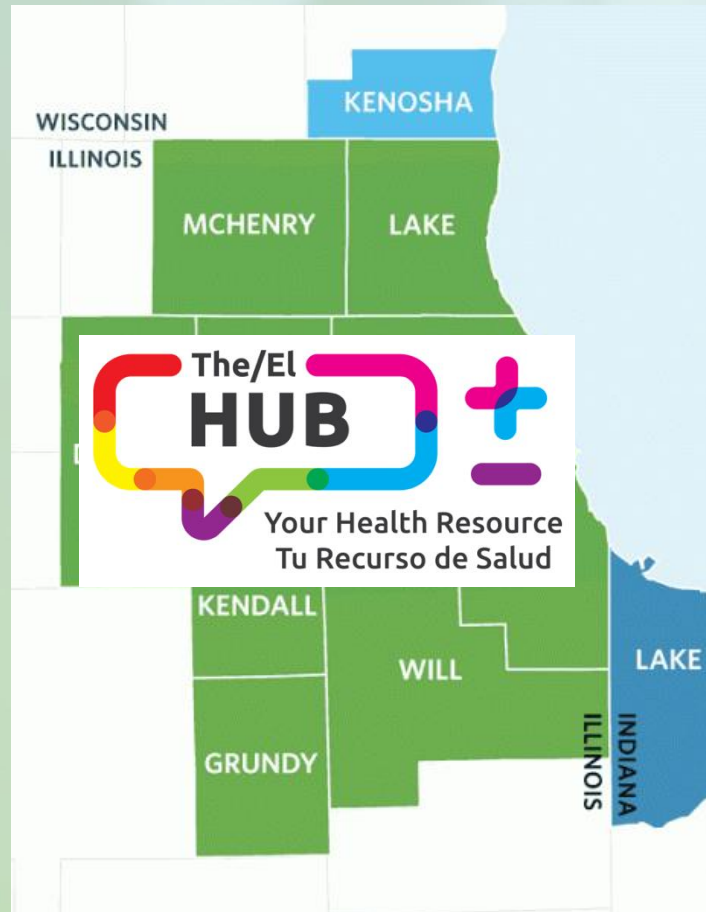 WISCONSIN
ILLINOIS
KENOSHA
MCHENRY
LAKE
The/El
HUB
Your Health Resource
Tu Recurso de Salud
KENDALL
WILL
LAKE
GRUNDY
ILLINOIS
INDIANA